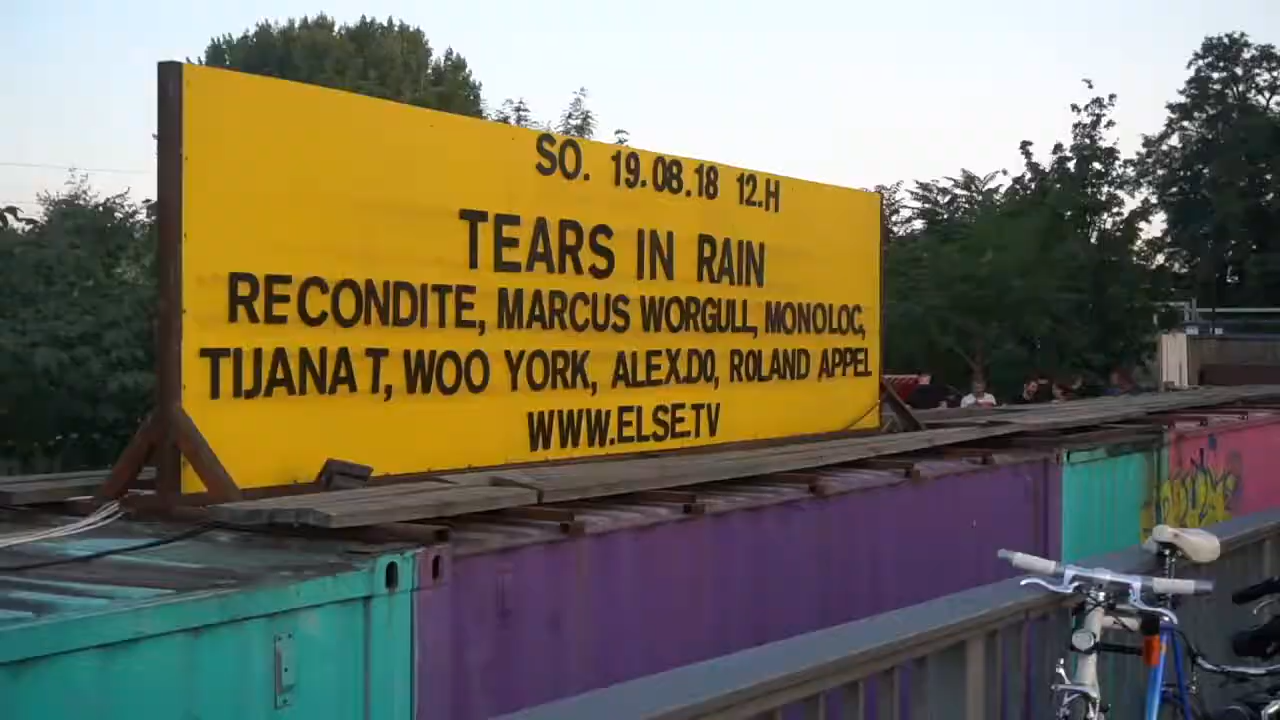 SO. 19.08.18 12.H
TEARS IN RAIN
RECONDITE, MARCUS WORGULL, MONOLOC,
TIJANA T, WOO YORK, ALEX.DO, ROLAND APPEL
WWW.ELSE.TV